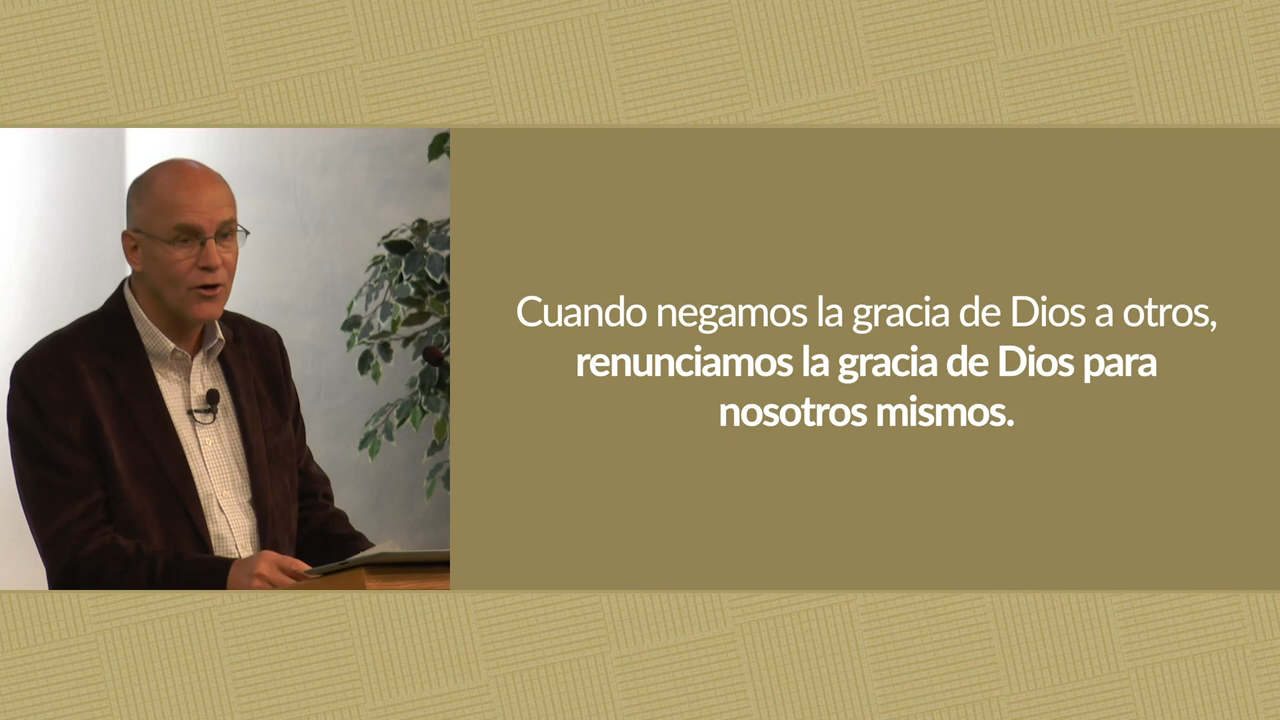 Cuando negamos la gracia de Dios a otros,
renunciamos la gracia de Dios para
nosotros mismos.